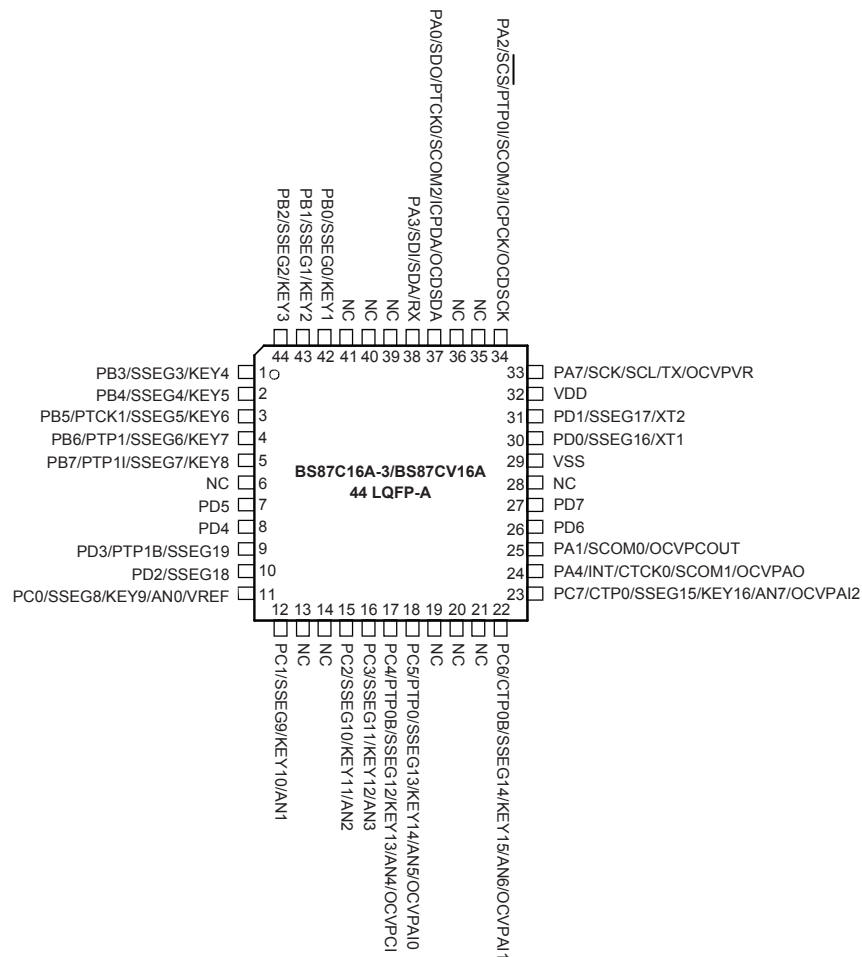 PA2/SCS/PTP0I/SCOM3/ICPCK/OCDSCK
PA0/SDO/PTCK0/SCOM2/ICPDA/OCDSDA
PA3/SDI/SDA/RX
PB0/SSEG0/KEY1
PB1/SSEG1/KEY2
PB2/SSEG2/KEY3
NC
NC
NC
NC
NC
44 43 42 41 40 39 38 37 36 35 34
PB3/SSEG3/KEY4 1
PB4/SSEG4/KEY5 2
PB5/PTCK1/SSEG5/KEY6 3
PB6/PTP1/SSEG6/KEY7 4
PB7/PTP1I/SSEG7/KEY8 5
NC 6
PD5 7
PD4 8
PD3/PTP1B/SSEG19 9
PD2/SSEG18 10
PC0/SSEG8/KEY9/AN0/VREF 11
BS87C16A-3/BS87CV16A
44 LQFP-A
33 PA7/SCK/SCL/TX/OCVPVR
32 VDD
31 PD1/SSEG17/XT2
30 PD0/SSEG16/XT1
29 VSS
28 NC
27 PD7
26 PD6
25 PA1/SCOM0/OCVPCOUT
24 PA4/INT/CTCK0/SCOM1/OCVPAO
23 PC7/CTP0/SSEG15/KEY16/AN7/OCVPAI2
12 13 14 15 16 17 18 19 20 21 22
PC1/SSEG9/KEY10/AN1
NC
NC
PC2/SSEG10/KEY11/AN2
PC3/SSEG11/KEY12/AN3
PC4/PTP0B/SSEG12/KEY13/AN4/OCVPCI
PC5/PTP0/SSEG13/KEY14/AN5/OCVPAI0
NC
NC
NC
PC6/CTP0B/SSEG14/KEY15/AN6/OCVPAI1